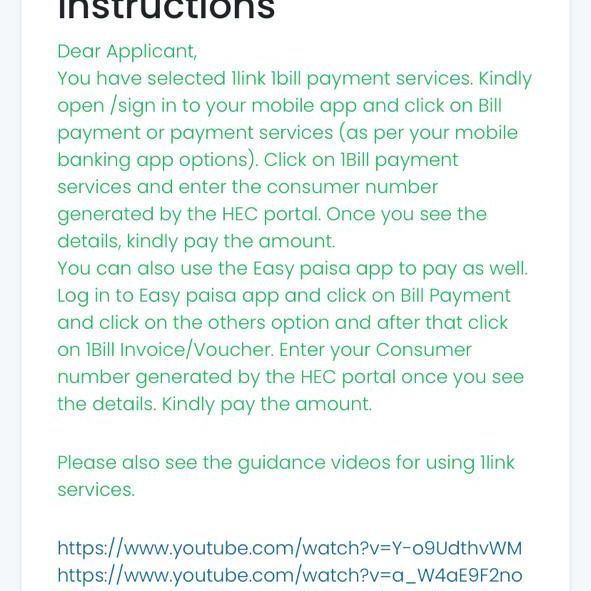 Instructions
Dear Applicant,
You have selected 1link 1bill payment services. Kindly
open /sign in to your mobile app and click on Bill
payment or payment services (as per your mobile
banking app options). Click on 1Bill payment
services and enter the consumer number
generated by the HEC portal. Once you see the
details, kindly pay the amount.
You can also use the Easy paisa app to pay as well.
Log in to Easy paisa app and click on Bill Payment
and click on the others option and after that click
on 1Bill Invoice/Voucher. Enter your Consumer
number generated by the HEC portal once you see
the details. Kindly pay the amount.
Please also see the guidance videos for using 1link
services.
https://www.youtube.com/watch?v=Y-o9UdthvWM
https://www.youtube.com/watch?v=a_W4aE9F2no